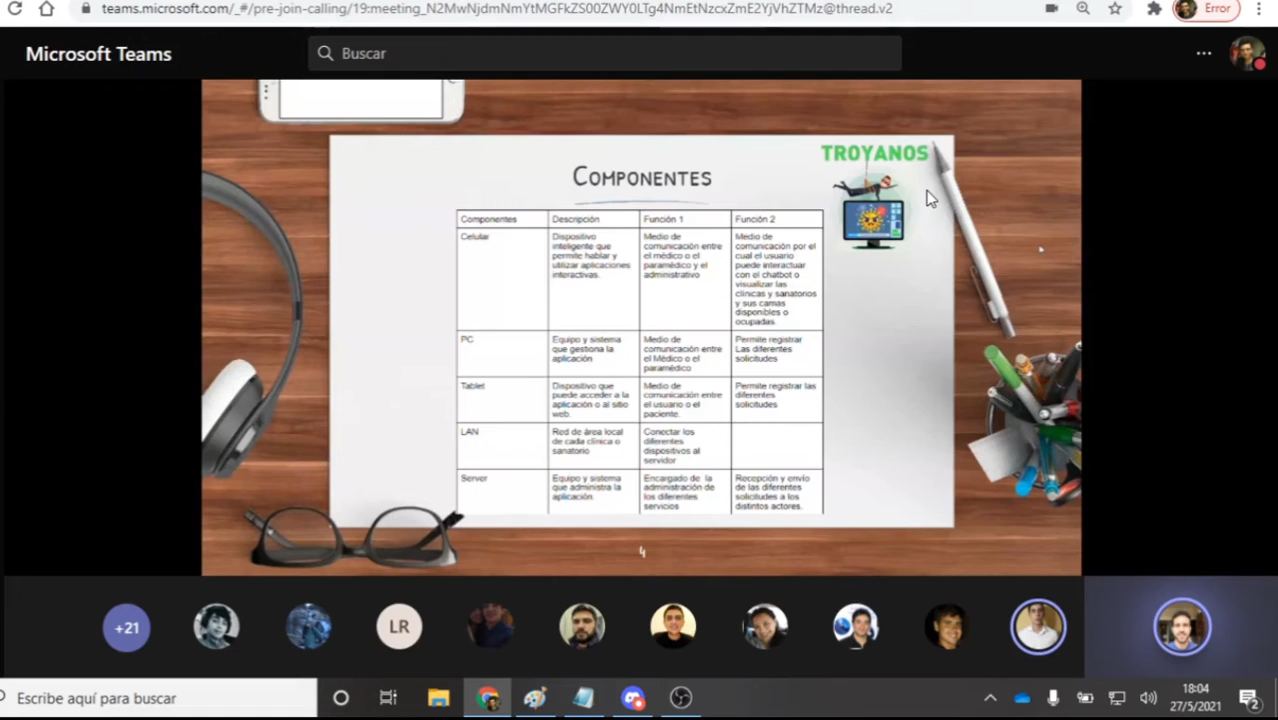 teams.microsoft.com/_#/pre-join-calling/19:meeting_N2MwNjdmNmYtMGFkZS00ZWY0LTg4NmEtNzcxZmE2YjVhZTMz@thread.v2
Error
Microsoft Teams
Buscar
TROYANOS
COMPONENTES
Componentes Descripción Función 1 Función 2
Celular
Dispositivo
inteligente que
permite hablar y
utilizar aplicaciones
interactivas.
Medio de
comunicación entre
el médico o el
paramédico y el
administrativo
Medio de
comunicación por el
cual el usuario
puede interactuar
con el chatbot o
visualizar las
clínicas y sanatorios
y sus camas
disponibles o
ocupadas.
PC
Equipo y sistema
que gestiona la
aplicación
Medio de
comunicación entre
el Médico o el
paramédico
Permite registrar
Las diferentes
solicitudes
Tablet
Dispositivo que
puede acceder a la
aplicación o al sitio
web.
Medio de
comunicación entre
el usuario o el
paciente.
Permite registrar las
diferentes
solicitudes
LAN
Red de área local
de cada clínica o
sanatorio
Conectar los
diferentes
dispositivos al
servidor
Server
Equipo y sistema
que administra la
aplicación
Encargado de la
administración de
los diferentes
servicios
Recepción y envío
de las diferentes
solicitudes a los
distintos actores.
4
+21
LR
Escribe aquí para buscar
18:04
27/5/2021
2